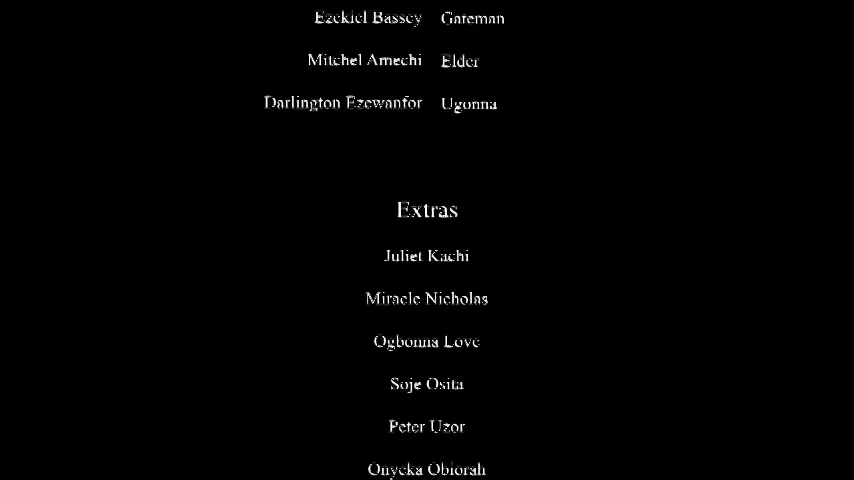 Ezekiel Bassey Gateman
Mitchel Amechi Elder
Darlington Ezewanfor Ugonna
Extras
Juliet Kachi
Miracle Nicholas
Ogbonna Love
Soje Osita
Peter Uzor
Onyeka Obiorah